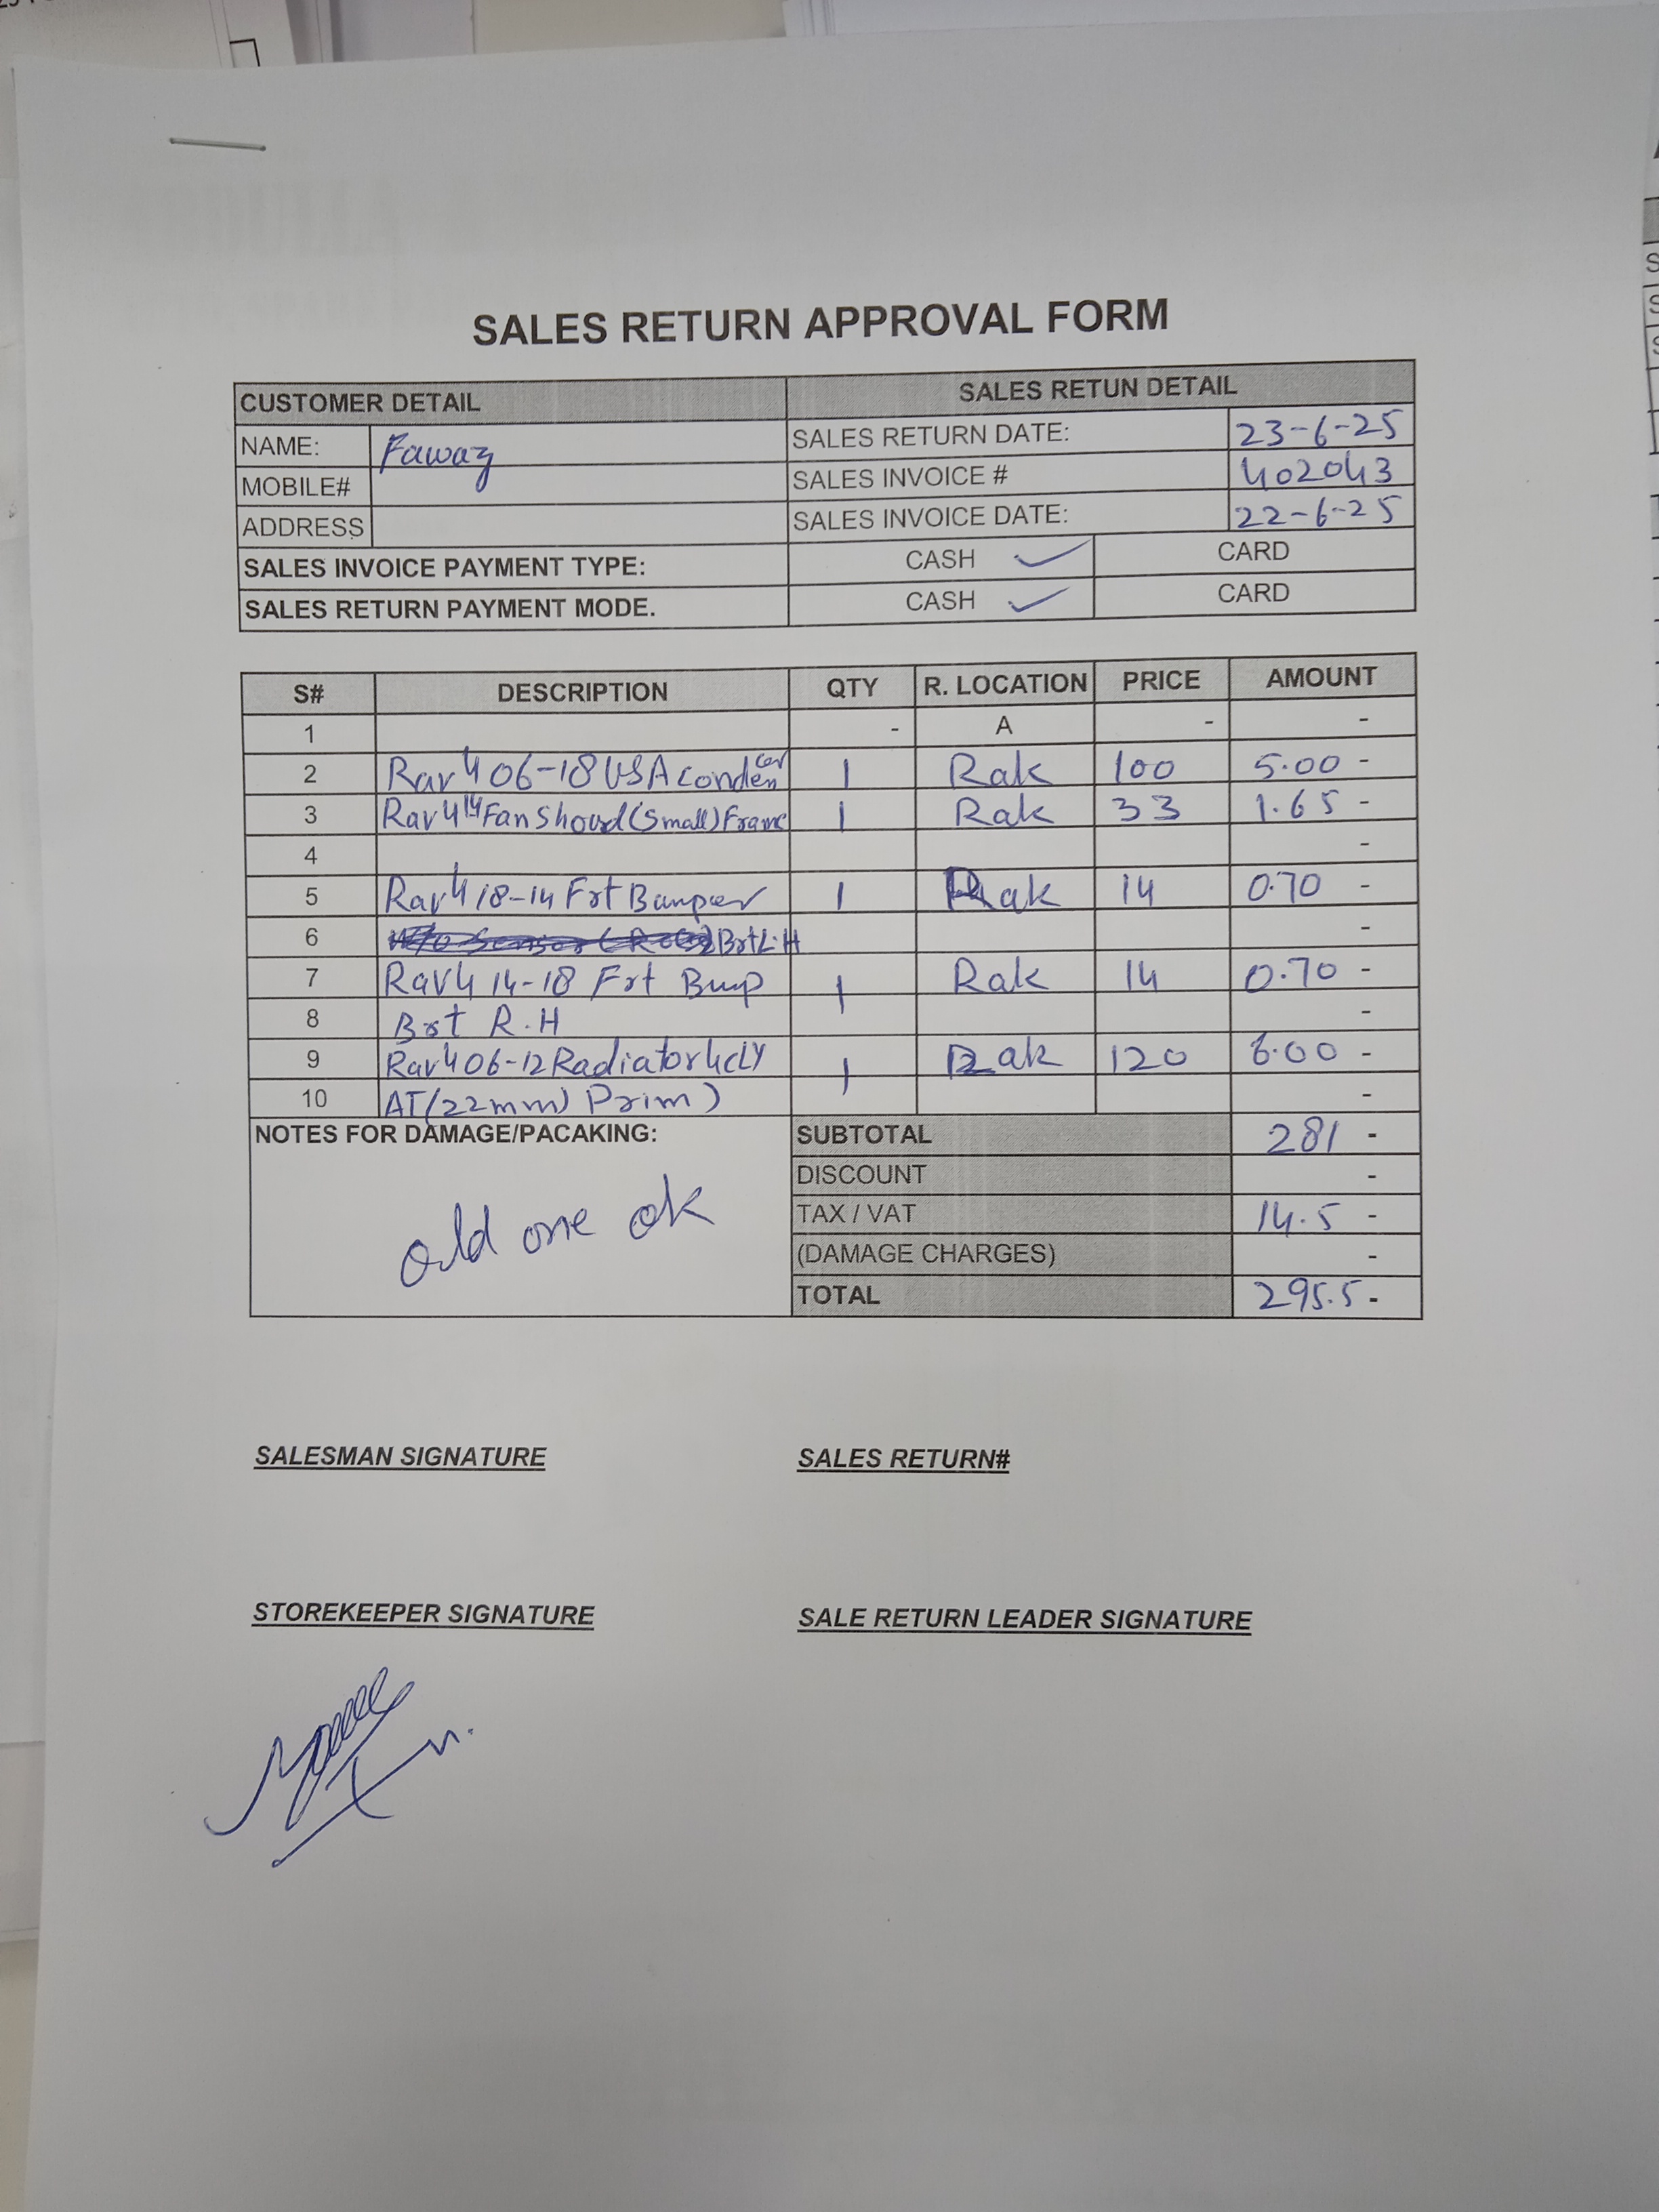 SALES RETURN APPROVAL FORM
CUSTOMER DETAIL SALES RETUN DETAIL
NAME: Fawaz SALES RETURN DATE: 23-6-25
MOBILE# SALES INVOICE # 402043
ADDRESS SALES INVOICE DATE: 22-6-25
SALES INVOICE PAYMENT TYPE: CASH ✓ CARD
SALES RETURN PAYMENT MODE. CASH ✓ CARD
S# DESCRIPTION QTY R. LOCATION PRICE AMOUNT
1 - A - -
2 Rav4 06-18 USA Condencer 1 Rak 100 5.00 -
3 Rav4 14 Fan Shoud (Small) Frame 1 Rak 33 1.65 -
4 -
5 Rav4 18-14 Frt Bamper 1 Rak 14 0.70 -
6 Brt L.H -
7 Rav4 14-18 Frt Bump 1 Rak 14 0.70 -
8 Brt R.H -
9 Rav4 06-12 Radiator 4cly 1 Rak 120 6.00 -
10 AT (22mm) Prim) -
NOTES FOR DAMAGE/PACAKING: SUBTOTAL 281 -
DISCOUNT -
old one ok TAX / VAT 14.5 -
(DAMAGE CHARGES) -
TOTAL 295.5 -
SALESMAN SIGNATURE SALES RETURN#
STOREKEEPER SIGNATURE SALE RETURN LEADER SIGNATURE